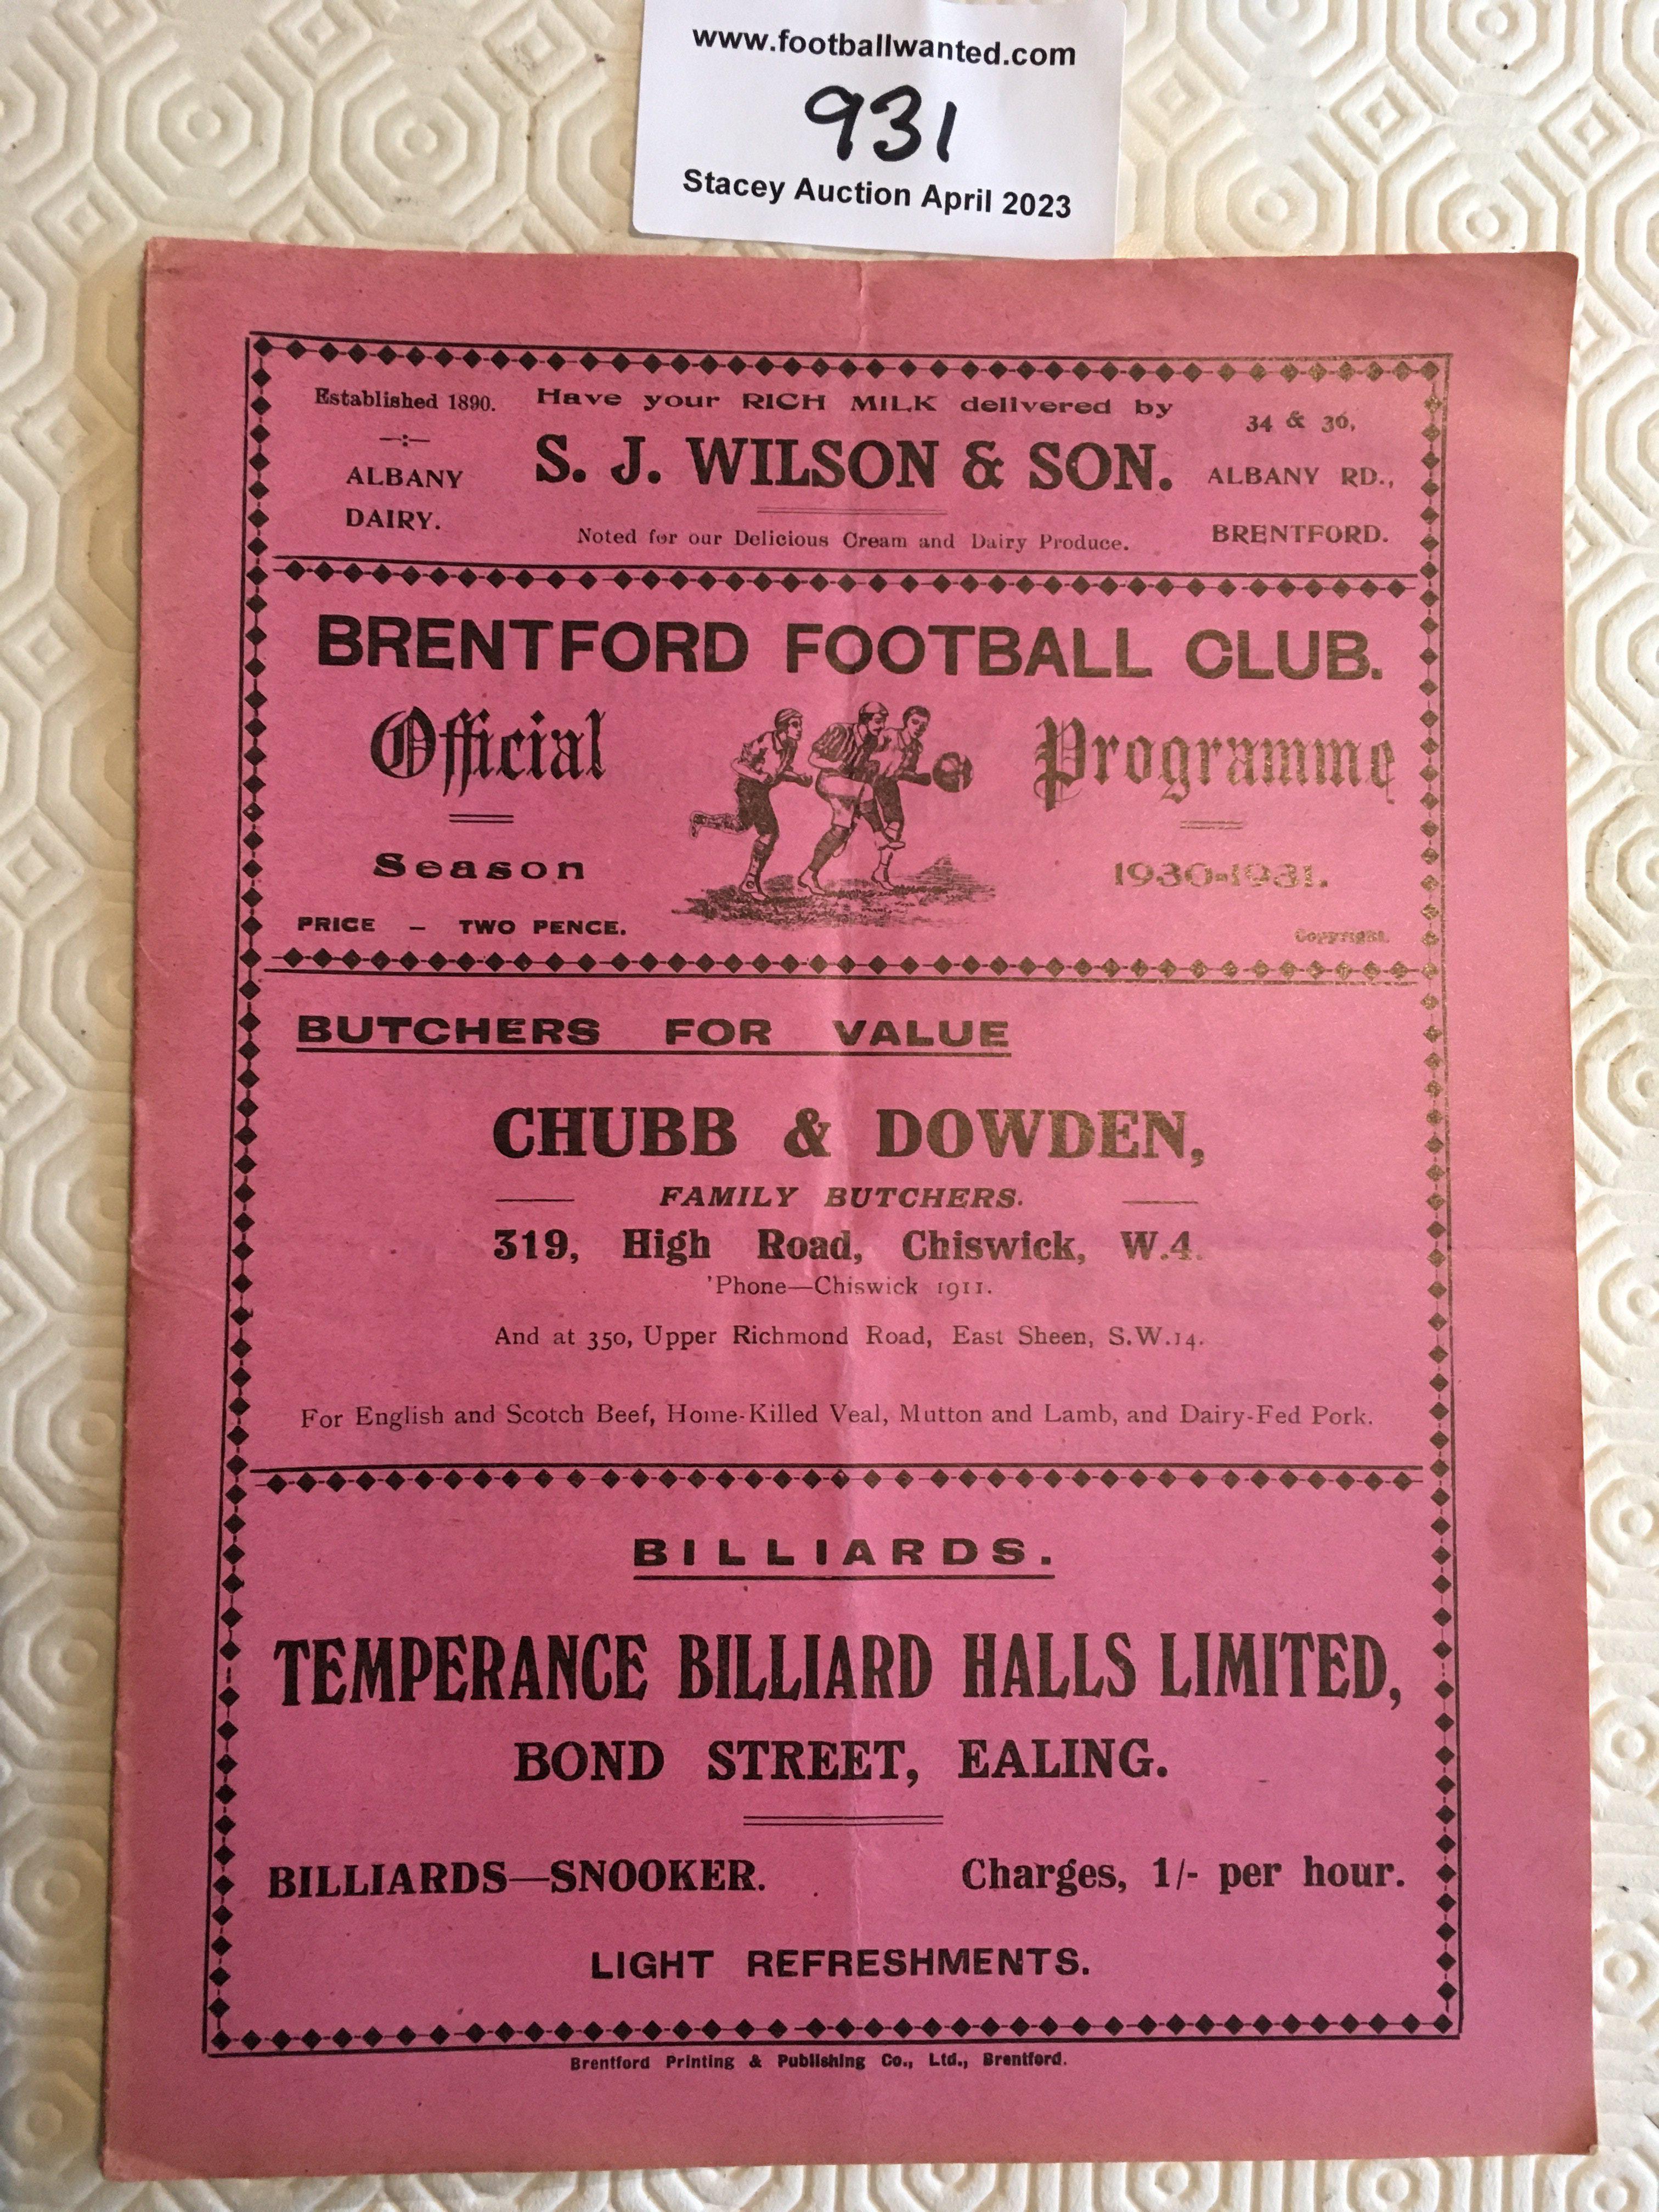 www.footballwanted.com
931
Stacey Auction April 2023
Established 1890.
ALBANY
DAIRY.
Have your RICH MILK delivered by
S. J. WILSON & SON.
Noted for our Delicious Cream and Dairy Produce.
34 & 36,
ALBANY RD.,
BRENTFORD.
BRENTFORD FOOTBALL CLUB.
Official Programme
Season 1930-1931.
PRICE – TWO PENCE.
Copyright.
BUTCHERS FOR VALUE
CHUBB & DOWDEN,
FAMILY BUTCHERS.
319, High Road, Chiswick, W.4.
'Phone—Chiswick 1911.
And at 350, Upper Richmond Road, East Sheen, S.W.14.
For English and Scotch Beef, Home-Killed Veal, Mutton and Lamb, and Dairy-Fed Pork.
BILLIARDS.
TEMPERANCE BILLIARD HALLS LIMITED,
BOND STREET, EALING.
BILLIARDS—SNOOKER. Charges, 1/- per hour.
LIGHT REFRESHMENTS.
Brentford Printing & Publishing Co., Ltd., Brentford.